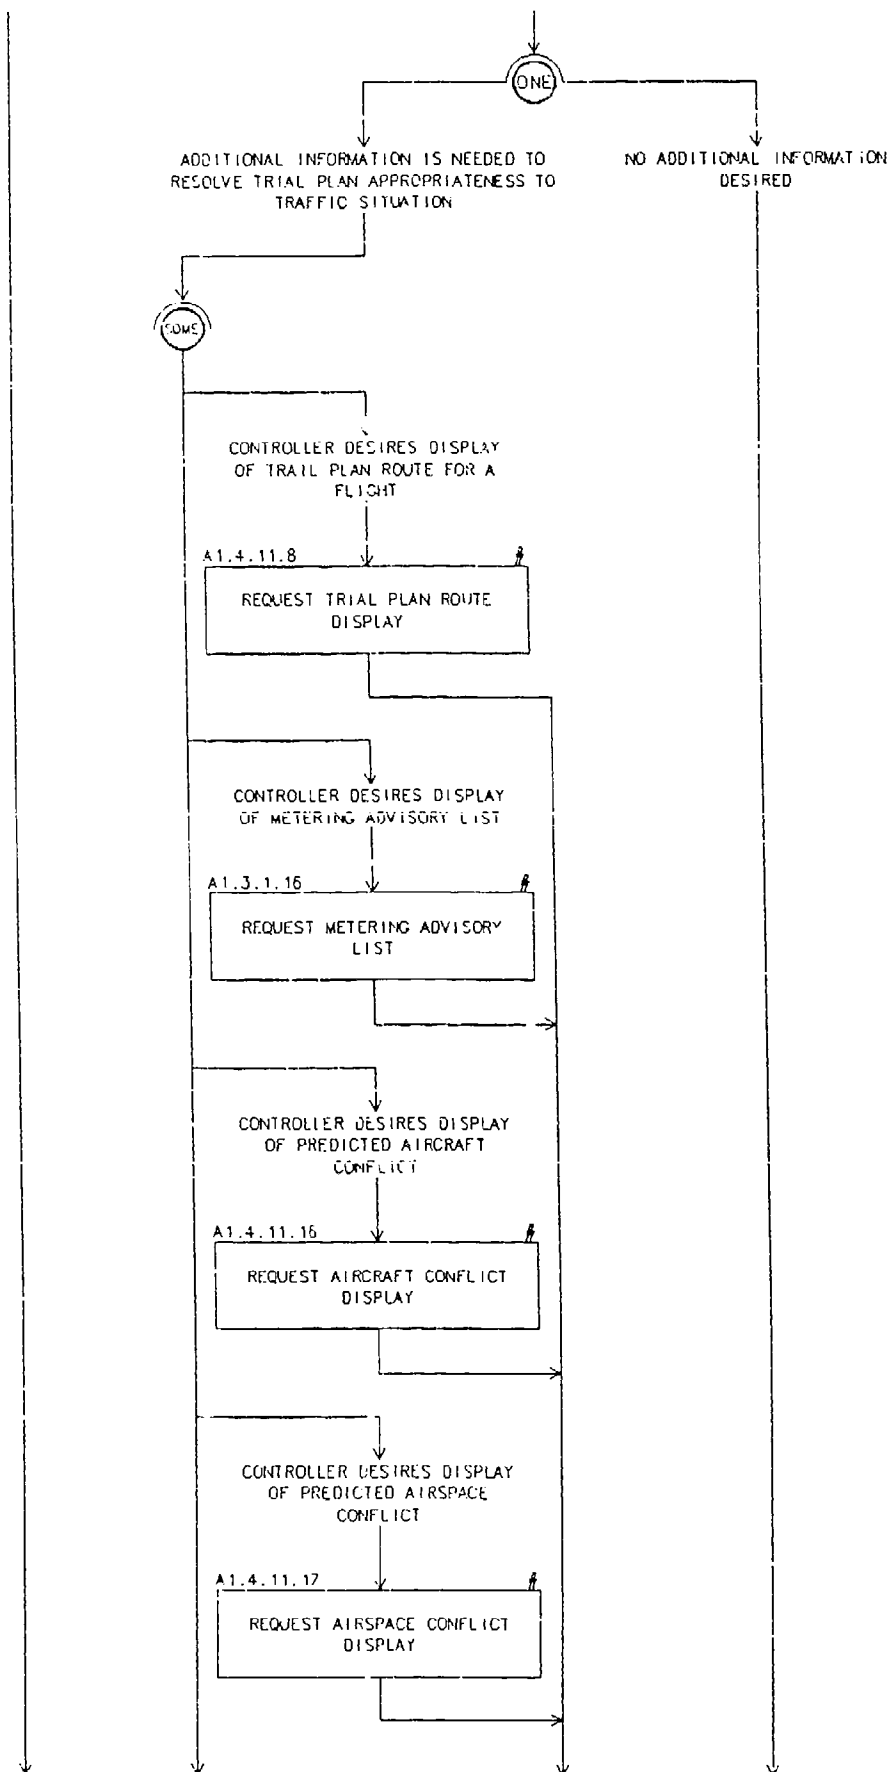 ONE
ADDITIONAL INFORMATION IS NEEDED TO
RESOLVE TRIAL PLAN APPROPRIATENESS TO
TRAFFIC SITUATION
NO ADDITIONAL INFORMATION
DESIRED
SOME
CONTROLLER DESIRES DISPLAY
OF TRAIL PLAN ROUTE FOR A
FLIGHT
A1.4.11.8
REQUEST TRIAL PLAN ROUTE
DISPLAY
CONTROLLER DESIRES DISPLAY
OF METERING ADVISORY LIST
A1.3.1.16
REQUEST METERING ADVISORY
LIST
CONTROLLER DESIRES DISPLAY
OF PREDICTED AIRCRAFT
CONFLICT
A1.4.11.16
REQUEST AIRCRAFT CONFLICT
DISPLAY
CONTROLLER DESIRES DISPLAY
OF PREDICTED AIRSPACE
CONFLICT
A1.4.11.17
REQUEST AIRSPACE CONFLICT
DISPLAY